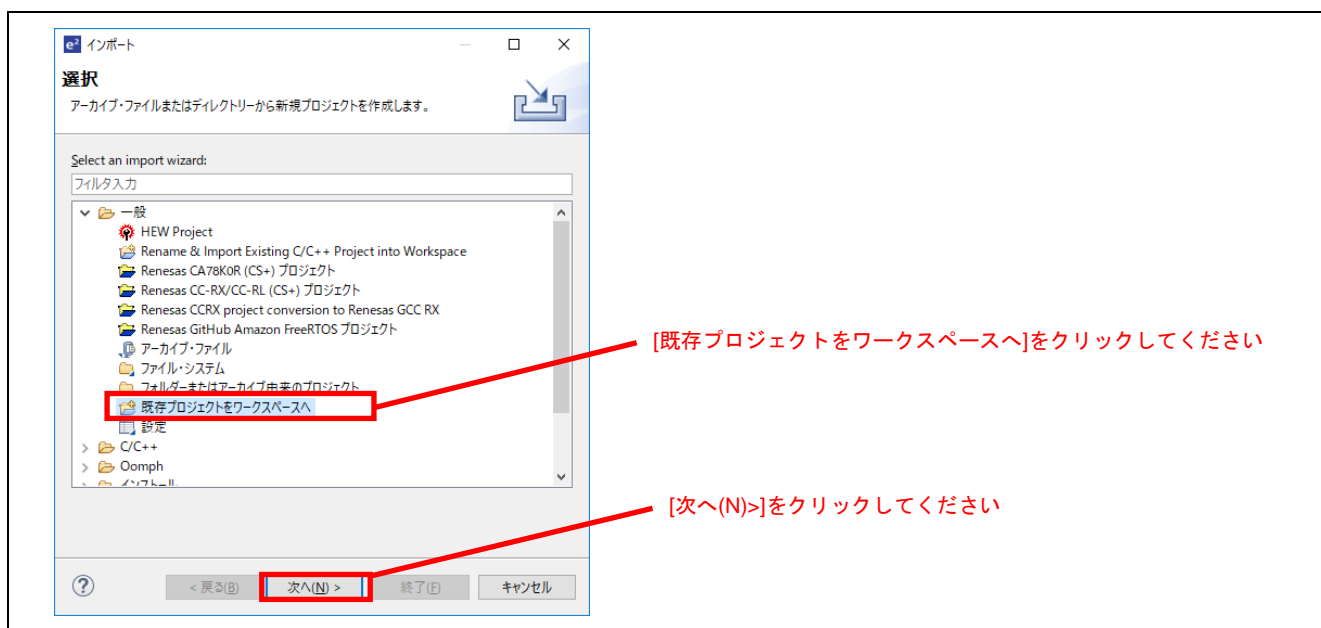 e² インポート
選択
アーカイブ・ファイルまたはディレクトリーから新規プロジェクトを作成します。
Select an import wizard:
フィルタ入力
一般
HEW Project
Rename & Import Existing C/C++ Project into Workspace
Renesas CA78K0R (CS+) プロジェクト
Renesas CC-RX/CC-RL (CS+) プロジェクト
Renesas CCRX project conversion to Renesas GCC RX
Renesas GitHub Amazon FreeRTOS プロジェクト
アーカイブ・ファイル
ファイル・システム
フォルダーまたはアーカイブ由来のプロジェクト
既存プロジェクトをワークスペースへ
設定
C/C++
Oomph
インストール
[既存プロジェクトをワークスペースへ]をクリックしてください
[次へ(N)>]をクリックしてください
? < 戻る(B) 次へ(N) > 終了(F) キャンセル